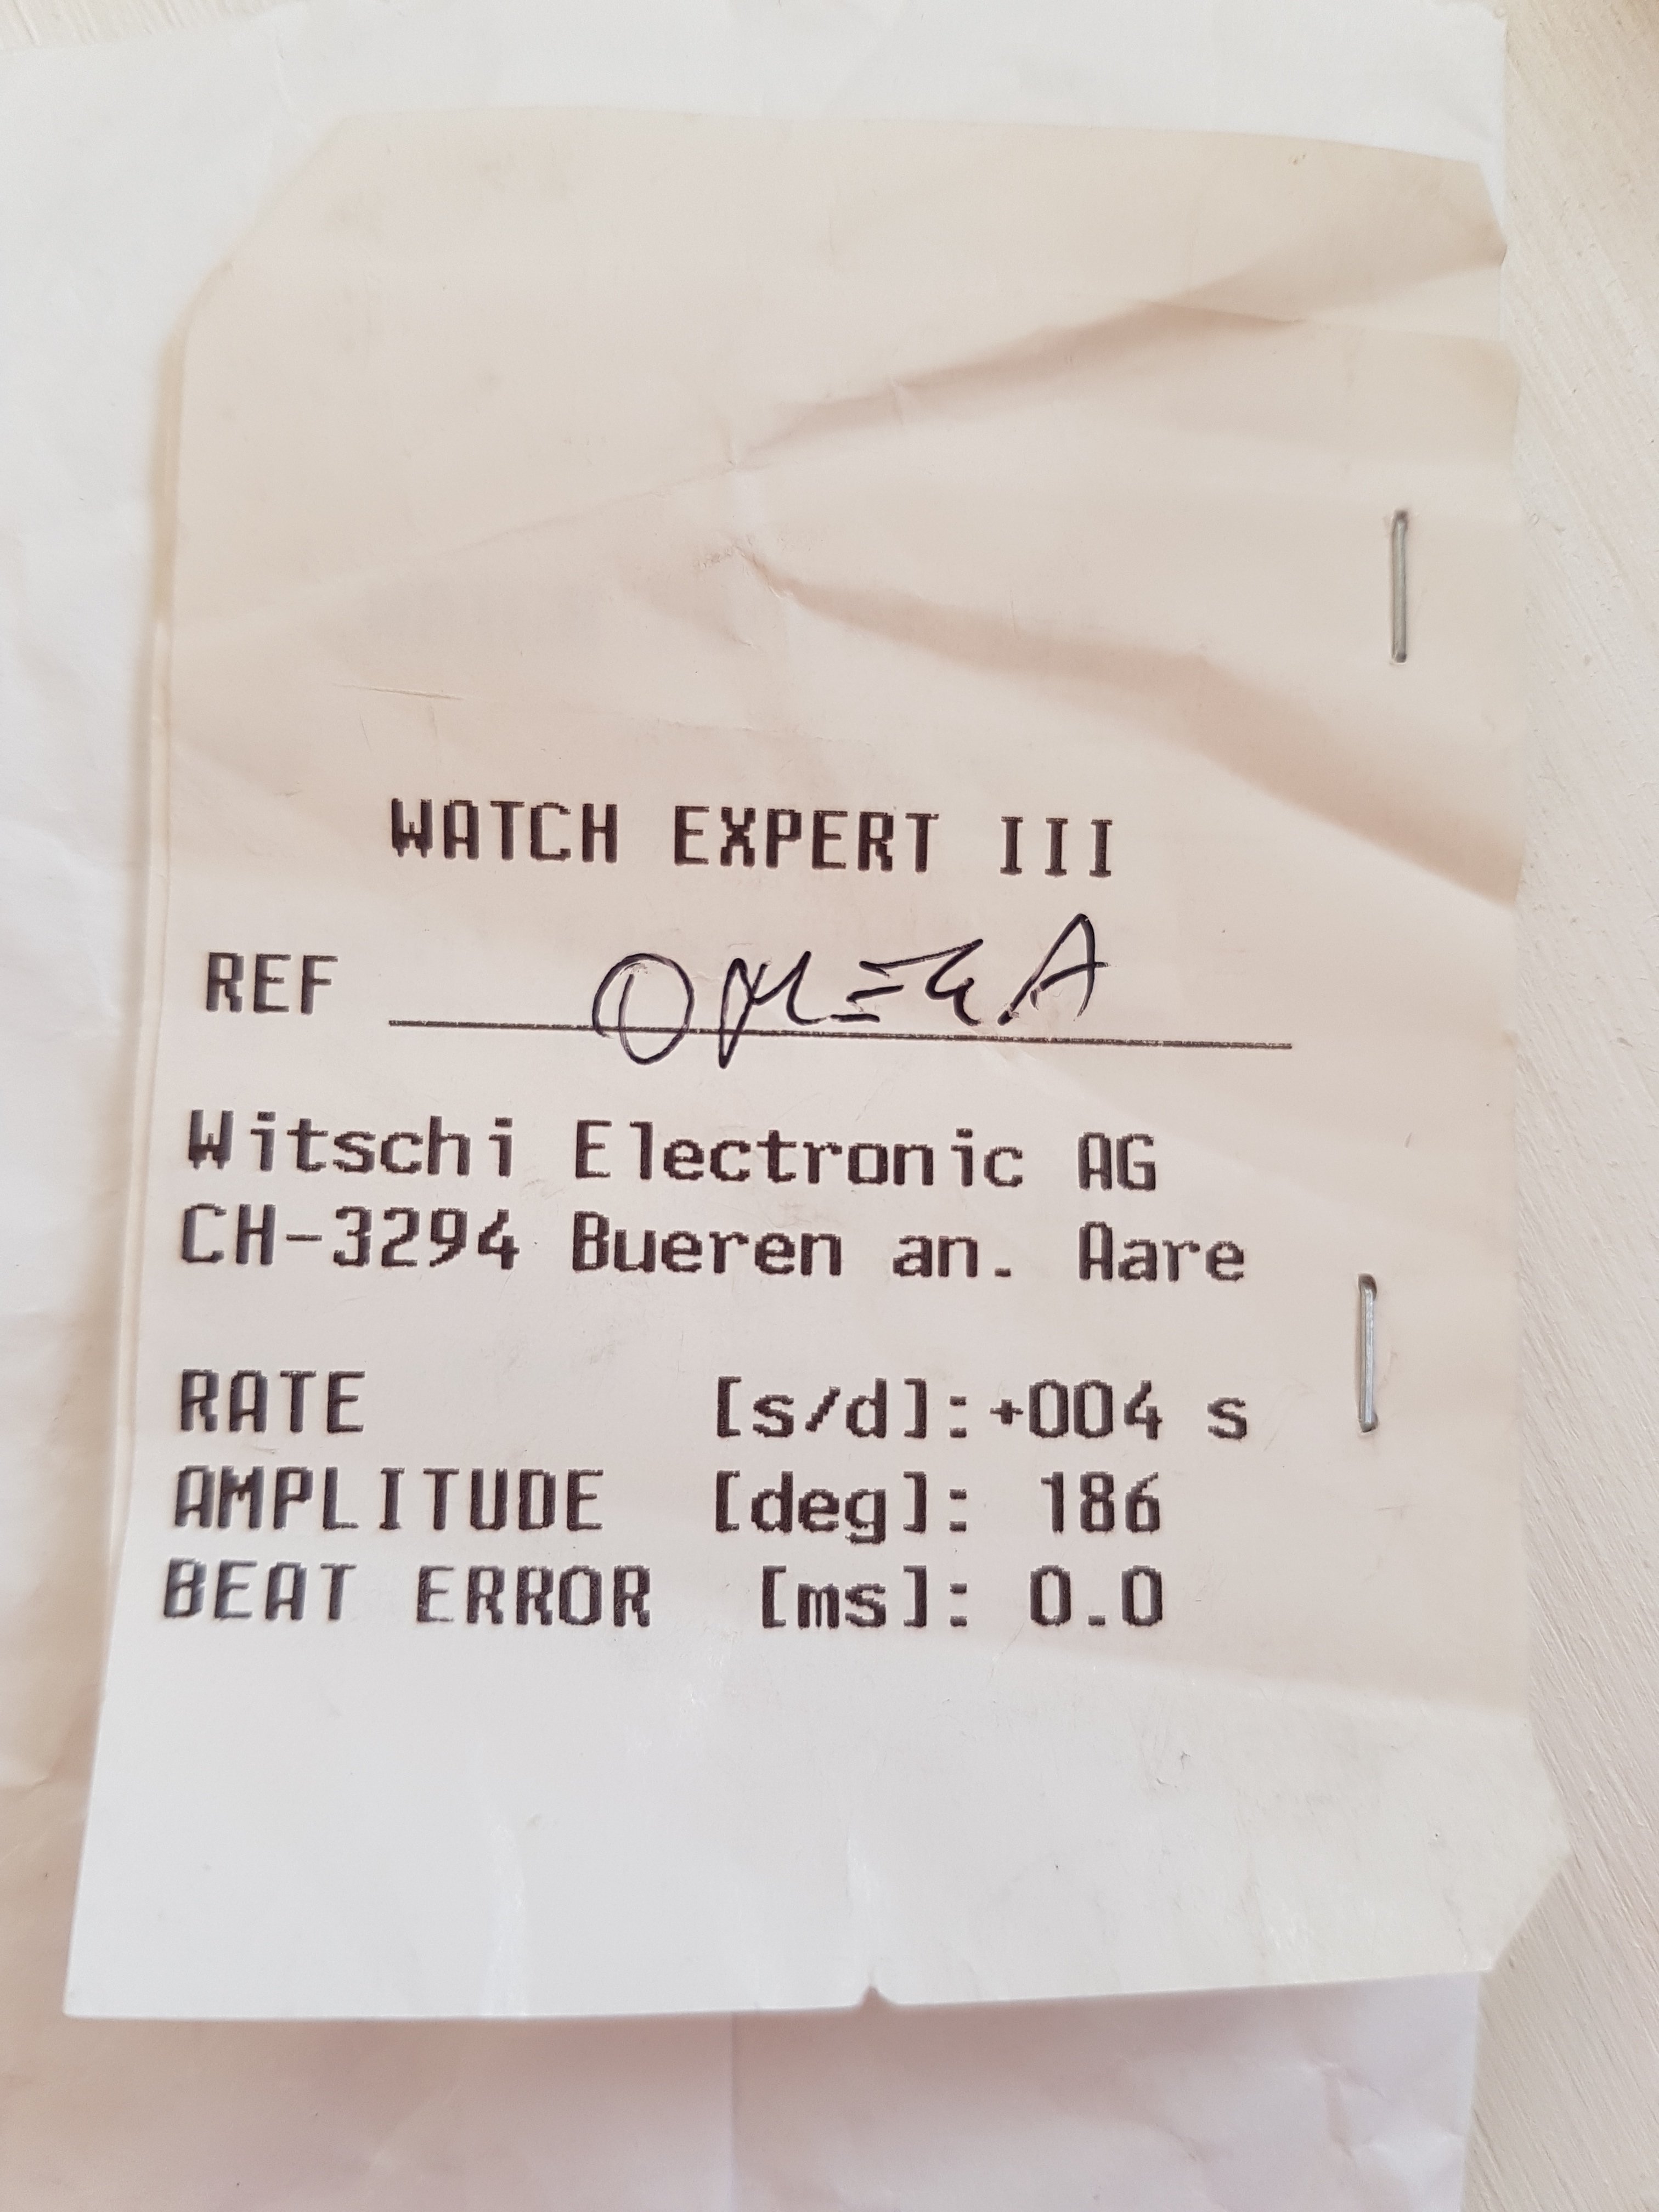 WATCH EXPERT III
REF OMEGA
Witschi Electronic AG
CH-3294 Bueren an. Aare
RATE [s/d]:+004 s
AMPLITUDE [deg]: 186
BEAT ERROR [ms]: 0.0